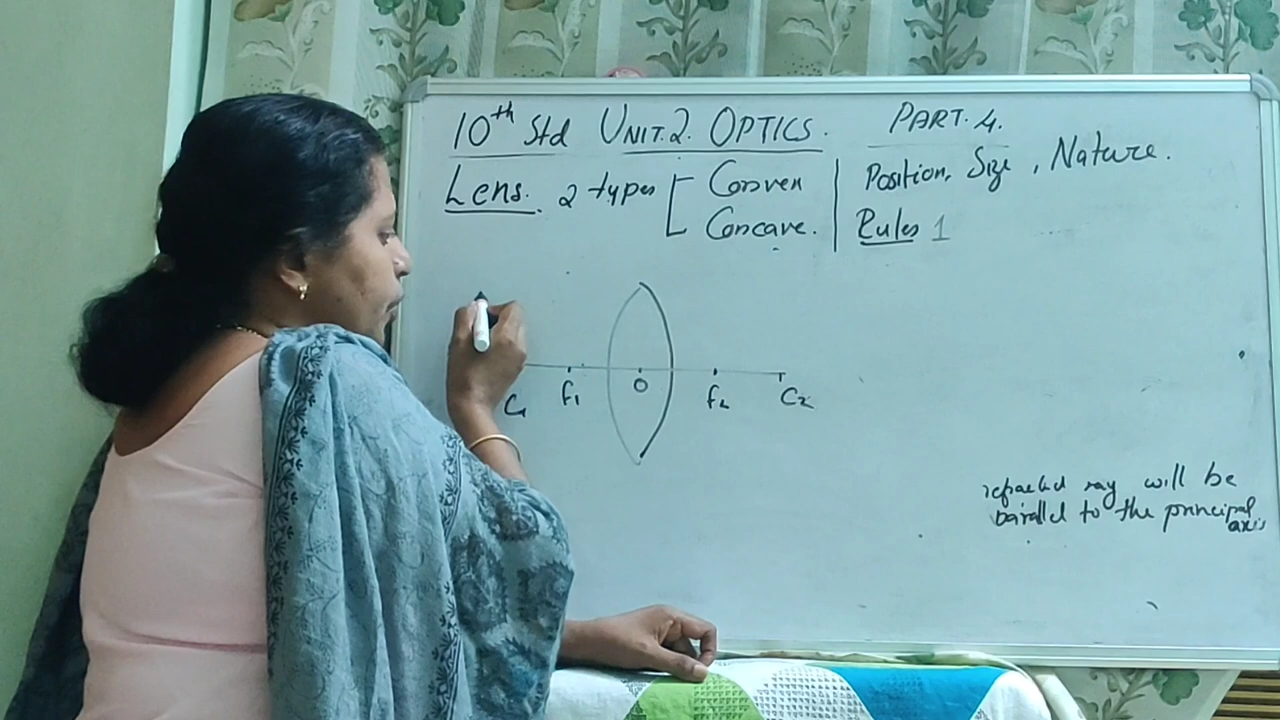 10th Std UNIT.2. OPTICS. PART. 4.
Lens. 2 types Convex Position, Size, Nature.
Concave. Rules 1
C1 F1 O F2 C2
refracted ray will be
parallel to the principal
axis